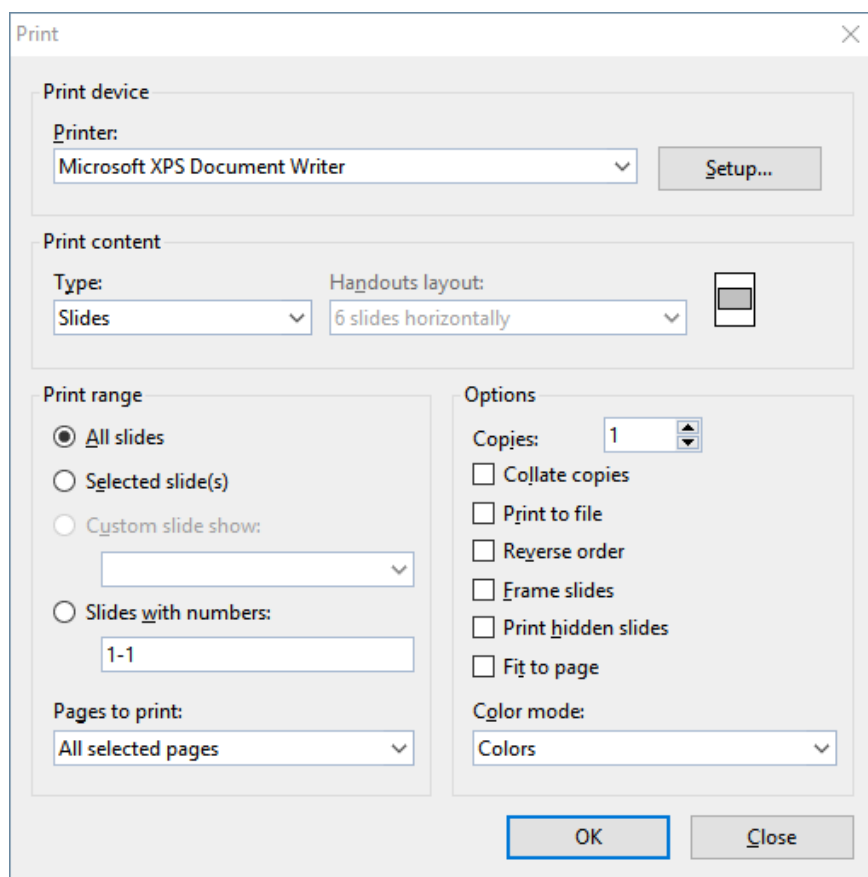 Print
Print device
Printer:
Microsoft XPS Document Writer
Setup...
Print content
Type:
Handouts layout:
Slides
6 slides horizontally
Print range
All slides
Selected slide(s)
Custom slide show:
Slides with numbers:
1-1
Pages to print:
All selected pages
Options
Copies:
1
Collate copies
Print to file
Reverse order
Frame slides
Print hidden slides
Fit to page
Color mode:
Colors
OK
Close